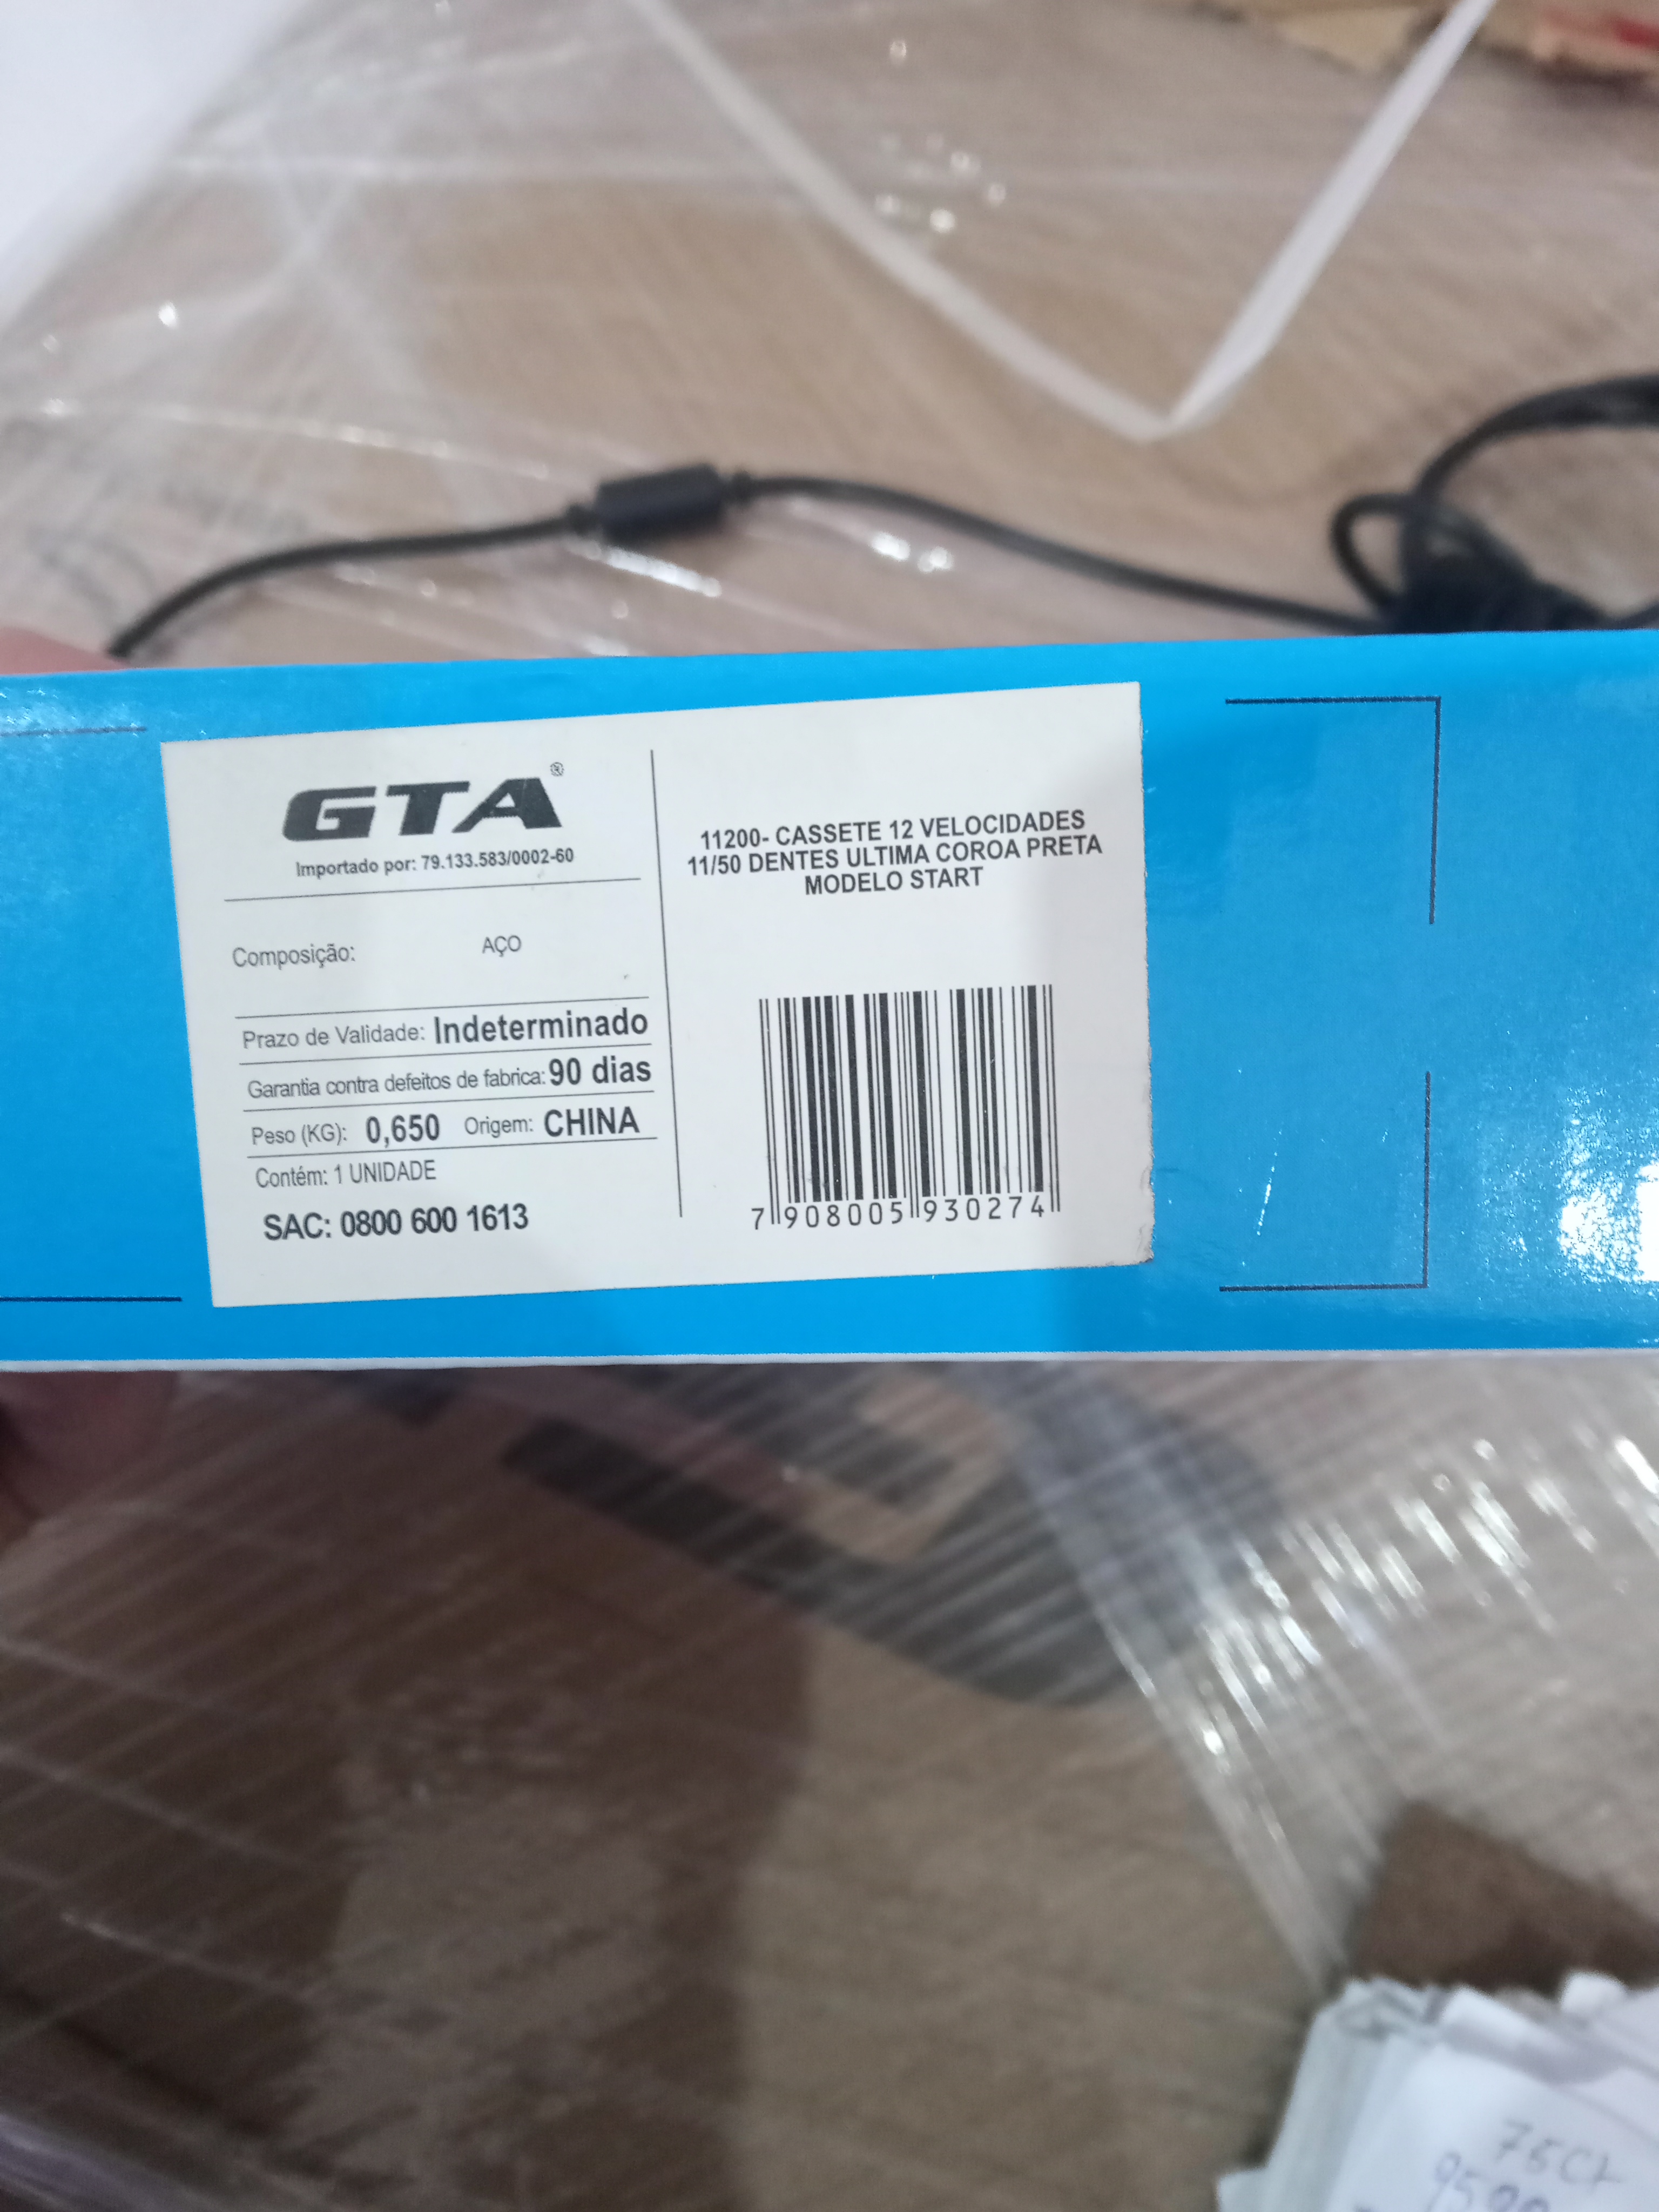 GTA®
Importado por: 79.133.583/0002-60
Composição: AÇO
Prazo de Validade: Indeterminado
Garantia contra defeitos de fabrica: 90 dias
Peso (KG): 0,650 Origem: CHINA
Contém: 1 UNIDADE
SAC: 0800 600 1613
11200- CASSETE 12 VELOCIDADES
11/50 DENTES ULTIMA COROA PRETA
MODELO START
7 908005 930274